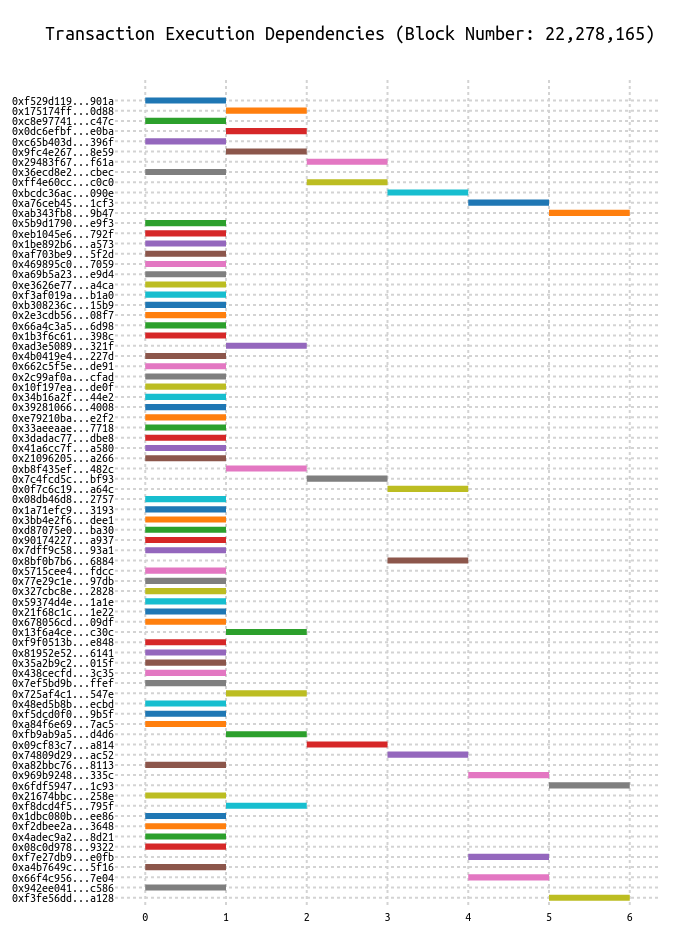 Transaction Execution Dependencies (Block Number: 22,278,165)
0xf529d119...901a
0x175174ff...0d88
0xc8e97741...c47c
0x0dc6efbf...e0ba
0xc65b403d...396f
0x9fc4e267...8e59
0x29483f67...f61a
0x36ecd8e2...cbec
0xff4e60cc...c0c0
0xbcdc36ac...090e
0xa76ceb45...1cf3
0xab343fb8...9b47
0x5b9d1790...e9f3
0xeb1045e6...792f
0x1be892b6...a573
0xaf703be9...5f2d
0x469895c0...7059
0xa69b5a23...e9d4
0xe3626e77...a4ca
0xf3af019a...b1a0
0xb308236c...15b9
0x2e3cdb56...08f7
0x66a4c3a5...6d98
0x1b3f6c61...398c
0xad3e5089...321f
0x4b0419e4...227d
0x662c5f5e...de91
0x2c99af0a...cfad
0x10f197ea...de0f
0x34b16a2f...44e2
0x39281066...4008
0xe79210ba...e2f2
0x33aeeaae...7718
0x3dadac77...dbe8
0x41a6cc7f...a580
0x21096205...a266
0xb8f435ef...482c
0x7c4fcd5c...bf93
0x0f7c6c19...a64c
0x08db46d8...2757
0x1a71efc9...3193
0x3bb4e2f6...dee1
0xd87075e0...ba30
0x90174227...a937
0x7dff9c58...93a1
0x8bf0b7b6...6884
0x5715cee4...fdcc
0x77e29c1e...97db
0x327cbc8e...2828
0x59374d4e...1a1e
0x21f68c1c...1e22
0x678056cd...09df
0x13f6a4ce...c30c
0xf9f0513b...e848
0x81952e52...6141
0x35a2b9c2...015f
0x438cecfd...3c35
0x7ef5bd9b...ffef
0x725af4c1...547e
0x48ed5b8b...ecbd
0xf5dcd0f0...9b5f
0xa84f6e69...7ac5
0xfb9ab9a5...d4d6
0x09cf83c7...a814
0x74809d29...ac52
0xa82bbc76...8113
0x969b9248...335c
0x6fdf5947...1c93
0x21674bbc...258e
0xf8dcd4f5...795f
0x1dbc080b...ee86
0xf2dbee2a...3648
0x4adec9a2...8d21
0x08c0d978...9322
0xf7e27db9...e0fb
0xa4b7649c...5f16
0x66f4c956...7e04
0x942ee041...c586
0xf3fe56dd...a128
0 1 2 3 4 5 6